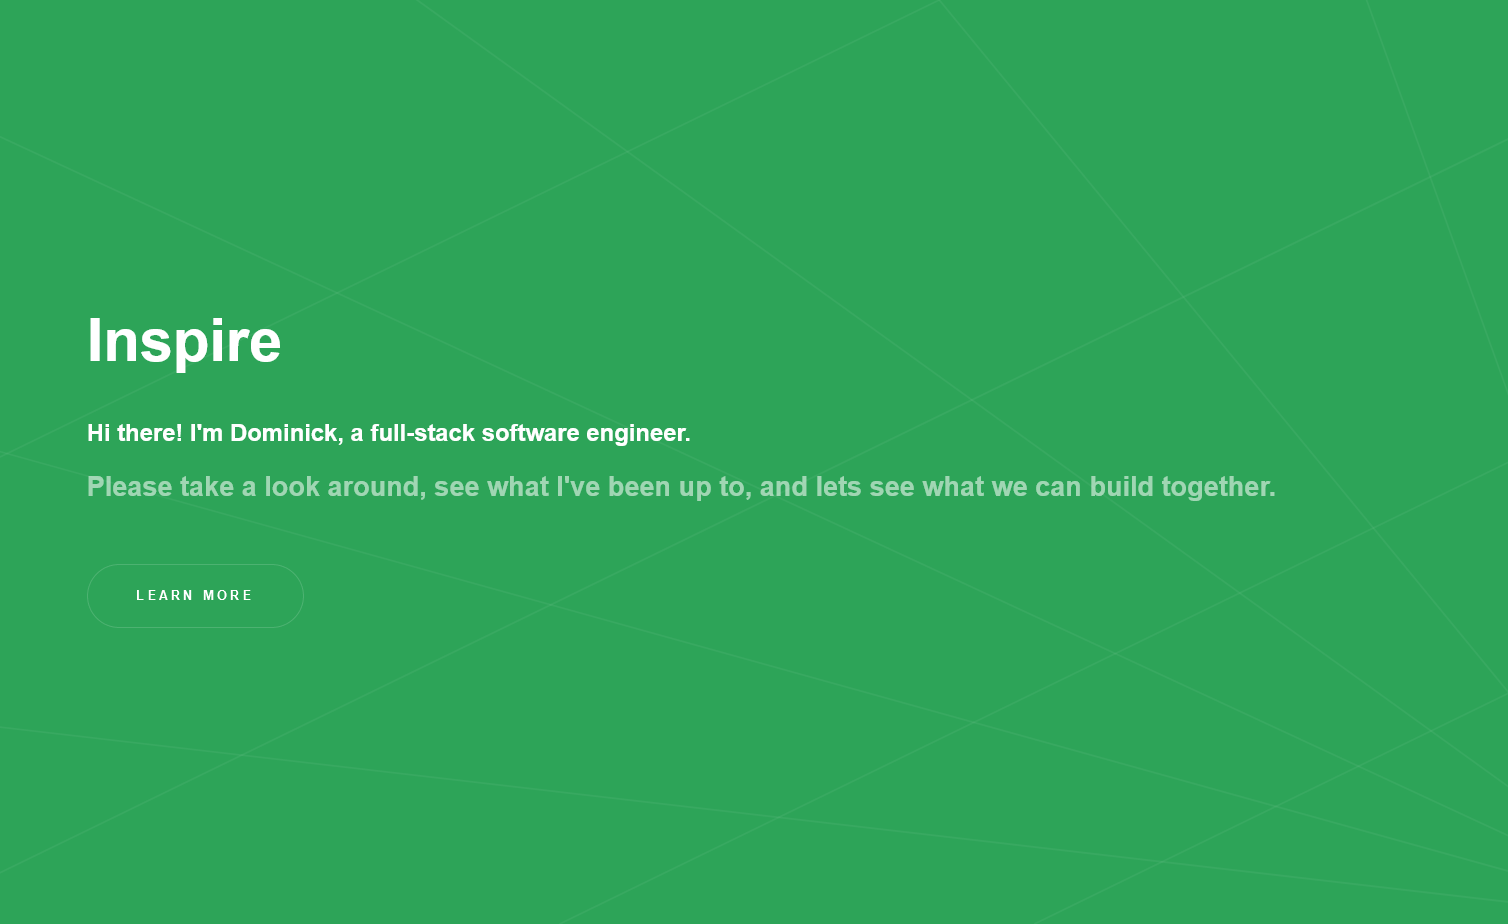 Inspire
Hi there! I'm Dominick, a full-stack software engineer.
Please take a look around, see what I've been up to, and lets see what we can build together.
LEARN MORE